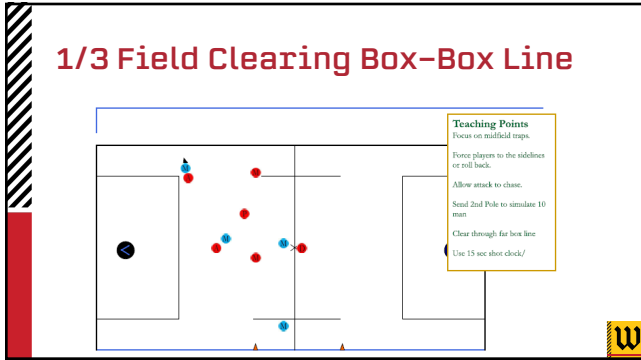 1/3 Field Clearing Box-Box Line
Teaching Points
Focus on midfield traps.
Force players to the sidelines
or roll back.
Allow attack to chase.
Send 2nd Pole to simulate 10
man
Clear through far box line
Use 15 sec shot clock/
M
M
M
M
W